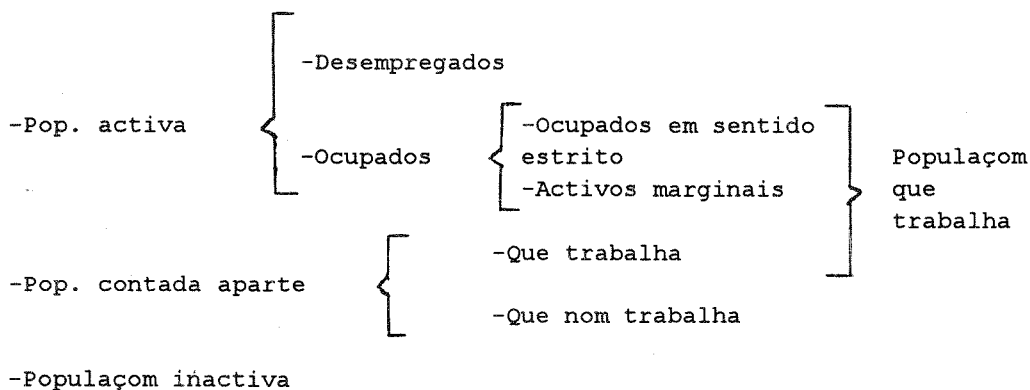 -Desempregados
-Pop. activa
-Ocupados
-Ocupados em sentido
estrito
-Activos marginais
Populaçom
que
trabalha
-Pop. contada aparte
-Que trabalha
-Que nom trabalha
-Populaçom inactiva